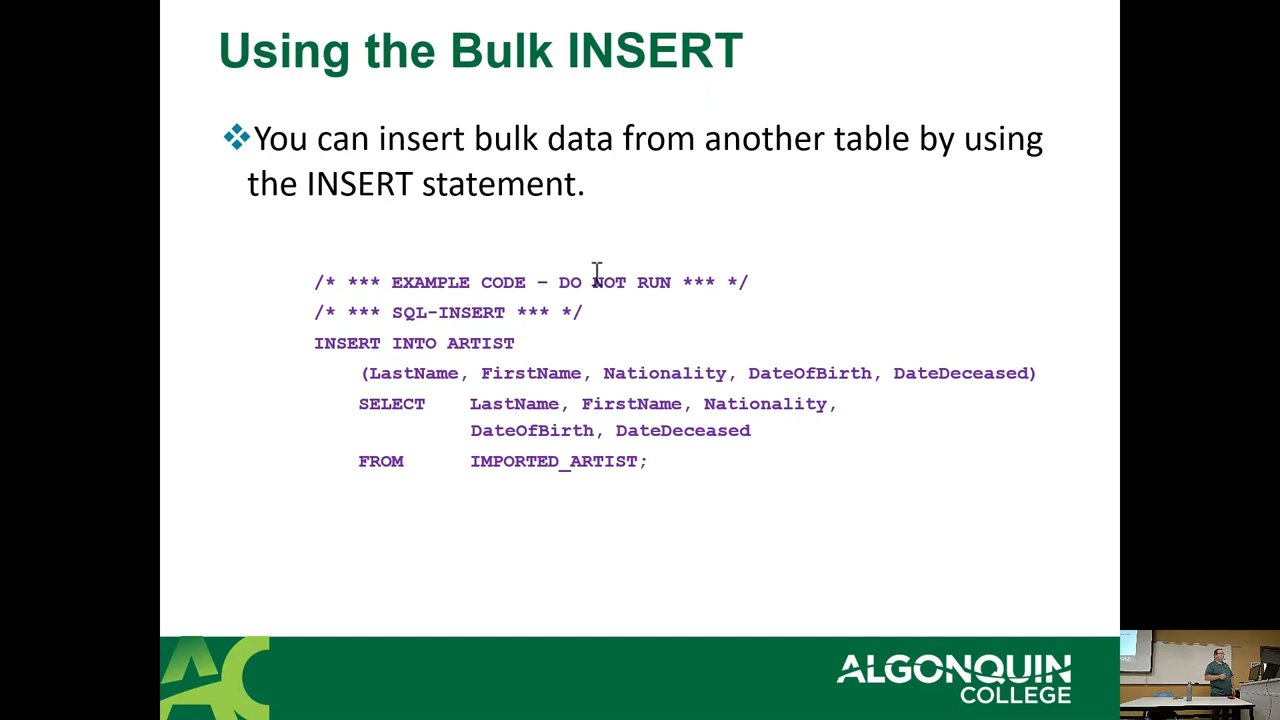 Using the Bulk INSERT
❖You can insert bulk data from another table by using
the INSERT statement.
/* *** EXAMPLE CODE – DO NOT RUN *** */
/* *** SQL-INSERT *** */
INSERT INTO ARTIST
(LastName, FirstName, Nationality, DateOfBirth, DateDeceased)
SELECT LastName, FirstName, Nationality,
DateOfBirth, DateDeceased
FROM IMPORTED_ARTIST;
AC
ALGONQUIN
COLLEGE